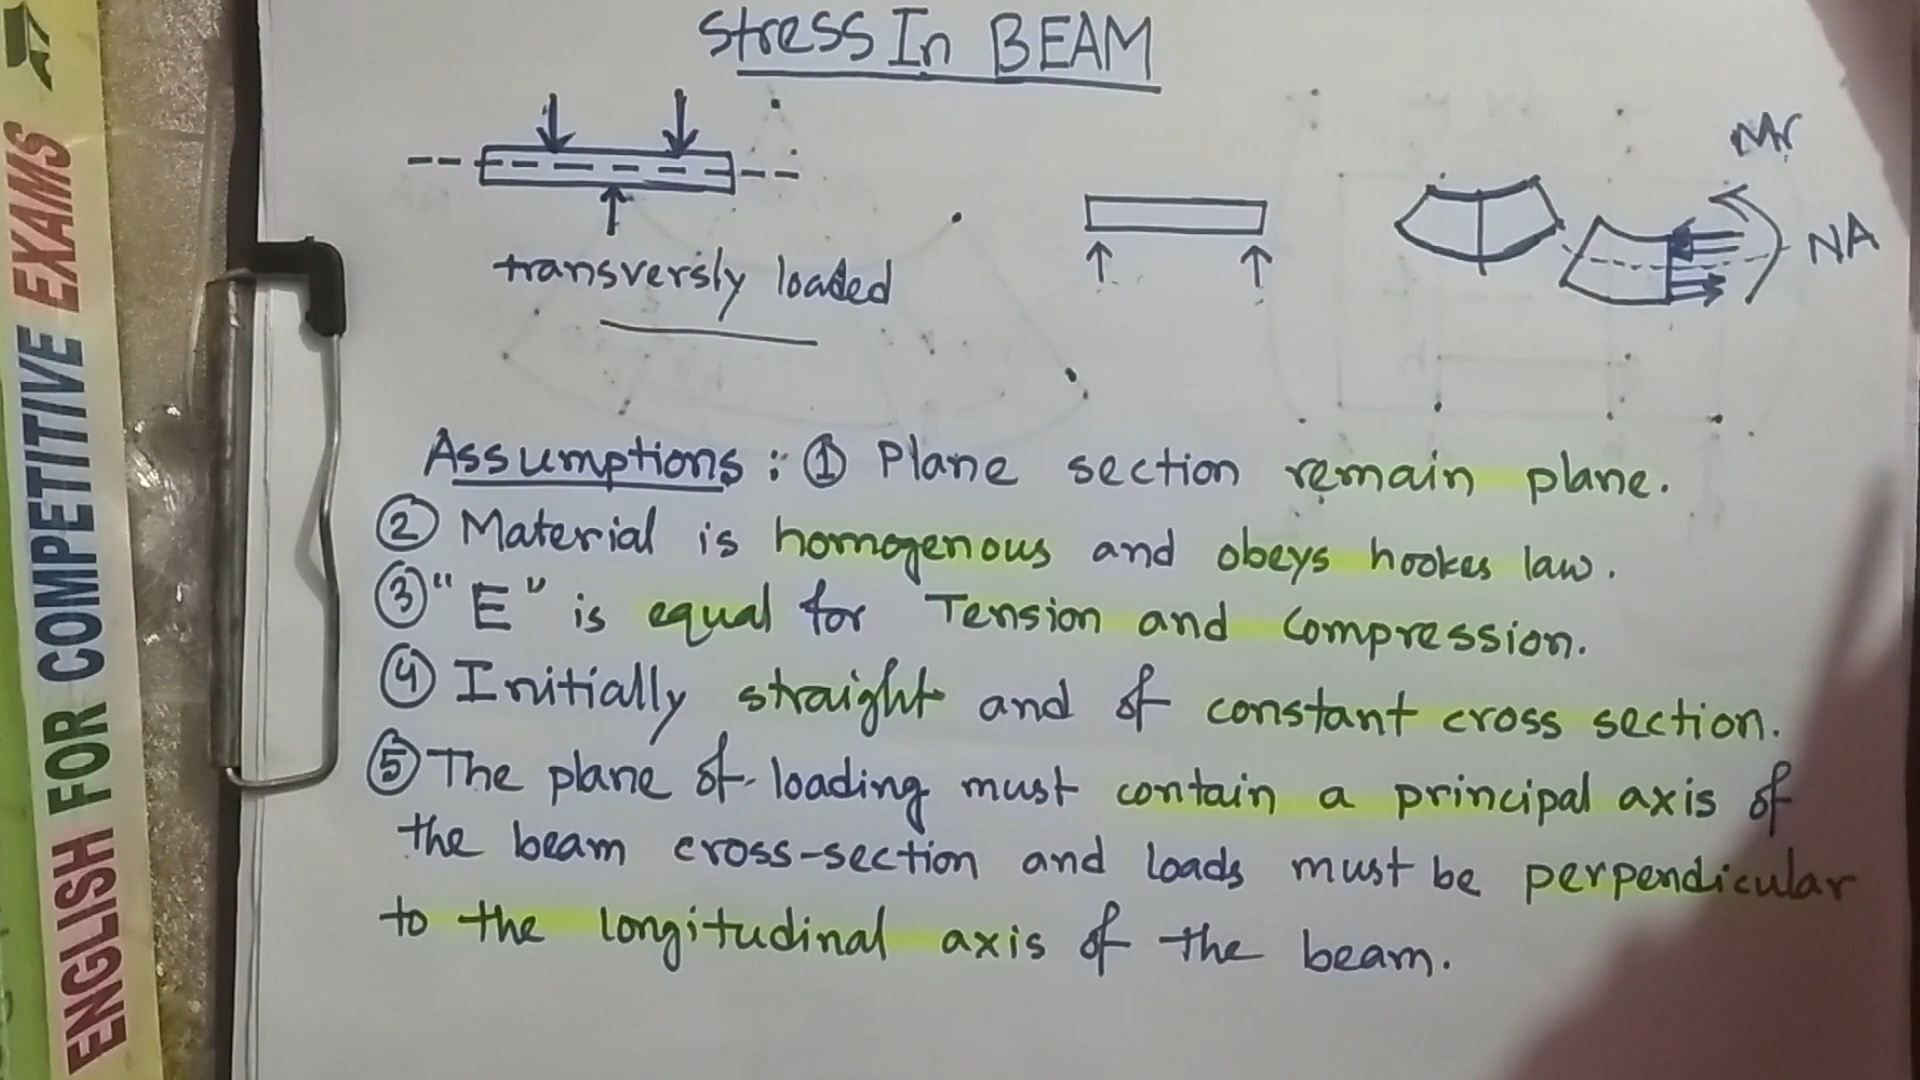 Stress In BEAM
Mr
NA
transversly loaded
Assumptions : ① Plane section remain plane.
② Material is homogenous and obeys hookes law.
③ "E" is equal for Tension and Compression.
④ Initially straight and of constant cross section.
⑤ The plane of loading must contain a principal axis of
the beam cross-section and loads must be perpendicular
to the longitudinal axis of the beam.
ENGLISH FOR COMPETITIVE EXAMS